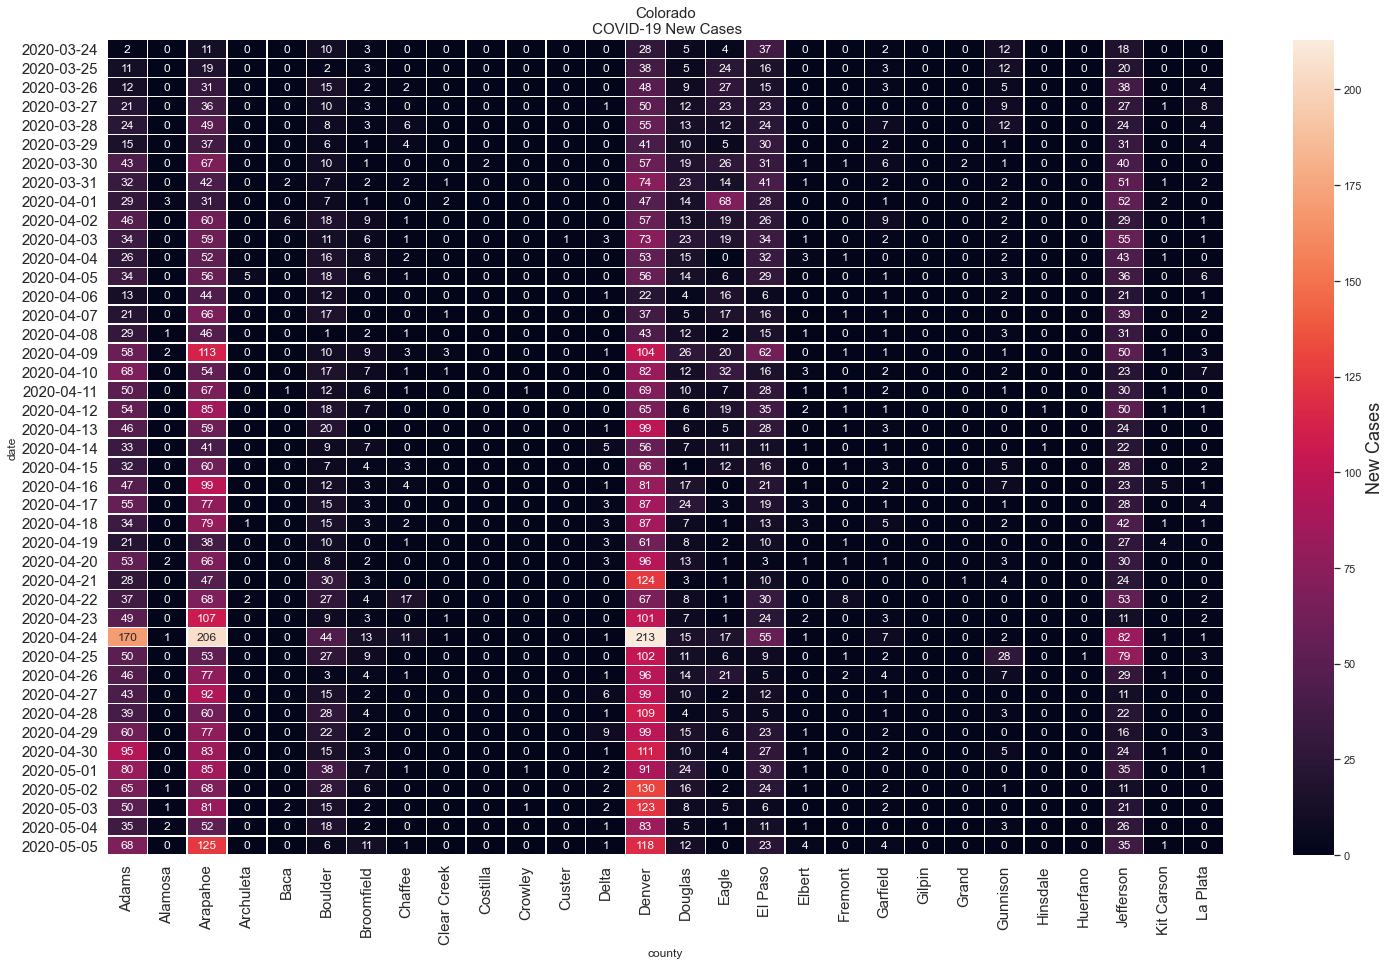 Colorado
COVID-19 New Cases
2020-03-24 2 0 11 0 0 10 3 0 0 0 0 0 0 28 5 4 37 0 0 2 0 0 12 0 0 18 0 0
2020-03-25 11 0 19 0 0 2 3 0 0 0 0 0 0 38 5 24 16 0 0 3 0 0 12 0 0 20 0 0
2020-03-26 12 0 31 0 0 15 2 2 0 0 0 0 0 48 9 27 15 0 0 3 0 0 5 0 0 38 0 4
2020-03-27 21 0 36 0 0 10 3 0 0 0 0 0 1 50 12 23 23 0 0 0 0 0 9 0 0 27 1 8
2020-03-28 24 0 49 0 0 8 3 6 0 0 0 0 0 55 13 12 24 0 0 7 0 0 12 0 0 24 0 4
2020-03-29 15 0 37 0 0 6 1 4 0 0 0 0 0 41 10 5 30 0 0 2 0 0 1 0 0 31 0 4
2020-03-30 43 0 67 0 0 10 1 0 0 2 0 0 0 57 19 26 31 1 1 6 0 2 1 0 0 40 0 0
2020-03-31 32 0 42 0 2 7 2 2 1 0 0 0 0 74 23 14 41 1 0 2 0 0 2 0 0 51 1 2
2020-04-01 29 3 31 0 0 7 1 0 2 0 0 0 0 47 14 68 28 0 0 1 0 0 2 0 0 52 2 0
2020-04-02 46 0 60 0 6 18 9 1 0 0 0 0 0 57 13 19 26 0 0 9 0 0 2 0 0 29 0 1
2020-04-03 34 0 59 0 0 11 6 1 0 0 0 1 3 73 23 19 34 1 0 2 0 0 2 0 0 55 0 1
2020-04-04 26 0 52 0 0 16 8 2 0 0 0 0 0 53 15 0 32 3 1 0 0 0 2 0 0 43 1 0
2020-04-05 34 0 56 5 0 18 6 1 0 0 0 0 0 56 14 6 29 0 0 1 0 0 3 0 0 36 0 6
2020-04-06 13 0 44 0 0 12 0 0 0 0 0 0 1 22 4 16 6 0 0 1 0 0 2 0 0 21 0 1
2020-04-07 21 0 66 0 0 17 0 0 1 0 0 0 0 37 5 17 16 0 1 1 0 0 0 0 0 39 0 2
2020-04-08 29 1 46 0 0 1 2 1 0 0 0 0 0 43 12 2 15 1 0 1 0 0 3 0 0 31 0 0
2020-04-09 58 2 113 0 0 10 9 3 3 0 0 0 1 104 26 20 62 0 1 1 0 0 1 0 0 50 1 3
2020-04-10 68 0 54 0 0 17 7 1 1 0 0 0 0 82 12 32 16 3 0 2 0 0 2 0 0 23 0 7
2020-04-11 50 0 67 0 1 12 6 1 0 0 1 0 0 69 10 7 28 1 1 2 0 0 1 0 0 30 1 0
2020-04-12 54 0 85 0 0 18 7 0 0 0 0 0 0 65 6 19 35 2 1 1 0 0 0 1 0 50 1 1
2020-04-13 46 0 59 0 0 20 0 0 0 0 0 0 1 99 6 5 28 0 1 3 0 0 0 0 0 24 0 0
2020-04-14 33 0 41 0 0 9 7 0 0 0 0 0 5 56 7 11 11 1 0 1 0 0 0 1 0 22 0 0
2020-04-15 32 0 60 0 0 7 4 3 0 0 0 0 0 66 1 12 16 0 1 3 0 0 5 0 0 28 0 2
2020-04-16 47 0 99 0 0 12 3 4 0 0 0 0 1 81 17 0 21 1 0 2 0 0 7 0 0 23 5 1
2020-04-17 55 0 77 0 0 15 3 0 0 0 0 0 3 87 24 3 19 3 0 1 0 0 1 0 0 28 0 4
2020-04-18 34 0 79 1 0 15 3 2 0 0 0 0 3 87 7 1 13 3 0 5 0 0 2 0 0 42 1 1
2020-04-19 21 0 38 0 0 10 0 1 0 0 0 0 3 61 8 2 10 0 1 0 0 0 0 0 0 27 4 0
2020-04-20 53 2 66 0 0 8 2 0 0 0 0 0 3 96 13 1 3 1 1 1 0 0 3 0 0 30 0 0
2020-04-21 28 0 47 0 0 30 3 0 0 0 0 0 0 124 3 1 10 0 0 0 0 1 4 0 0 24 0 0
2020-04-22 37 0 68 2 0 27 4 17 0 0 0 0 0 67 8 1 30 0 8 0 0 0 0 0 0 53 0 2
2020-04-23 49 0 107 0 0 9 3 0 1 0 0 0 0 101 7 1 24 2 0 3 0 0 0 0 0 11 0 2
2020-04-24 170 1 206 0 0 44 13 11 1 0 0 0 1 213 15 17 55 1 0 7 0 0 2 0 0 82 1 1
2020-04-25 50 0 53 0 0 27 9 0 0 0 0 0 0 102 11 6 9 0 1 2 0 0 28 0 1 79 0 3
2020-04-26 46 0 77 0 0 3 4 1 0 0 0 0 1 96 14 21 5 0 2 4 0 0 7 0 0 29 1 0
2020-04-27 43 0 92 0 0 15 2 0 0 0 0 0 6 99 10 2 12 0 0 1 0 0 0 0 0 11 0 0
2020-04-28 39 0 60 0 0 28 4 0 0 0 0 0 1 109 4 5 5 0 0 1 0 0 3 0 0 22 0 0
2020-04-29 60 0 77 0 0 22 2 0 0 0 0 0 9 99 15 6 23 1 0 2 0 0 0 0 0 16 0 3
2020-04-30 95 0 83 0 0 15 3 0 0 0 0 0 1 111 10 4 27 1 0 2 0 0 5 0 0 24 1 0
2020-05-01 80 0 85 0 0 38 7 1 0 0 1 0 2 91 24 0 30 1 0 0 0 0 0 0 0 35 0 1
2020-05-02 65 1 68 0 0 28 6 0 0 0 0 0 2 130 16 2 24 1 0 2 0 0 1 0 0 11 0 0
2020-05-03 50 1 81 0 2 15 2 0 0 0 1 0 2 123 8 5 6 0 0 2 0 0 0 0 0 21 0 0
2020-05-04 35 2 52 0 0 18 2 0 0 0 0 0 1 83 5 1 11 1 0 0 0 0 3 0 0 26 0 0
2020-05-05 68 0 125 0 0 6 11 1 0 0 0 0 1 118 12 0 23 4 0 4 0 0 0 0 0 35 1 0
date
Adams Alamosa Arapahoe Archuleta Baca Boulder Broomfield Chaffee Clear Creek Costilla Crowley Custer Delta Denver Douglas Eagle El Paso Elbert Fremont Garfield Gilpin Grand Gunnison Hinsdale Huerfano Jefferson Kit Carson La Plata
county
200
175
150
125
100
75
50
25
0
New Cases